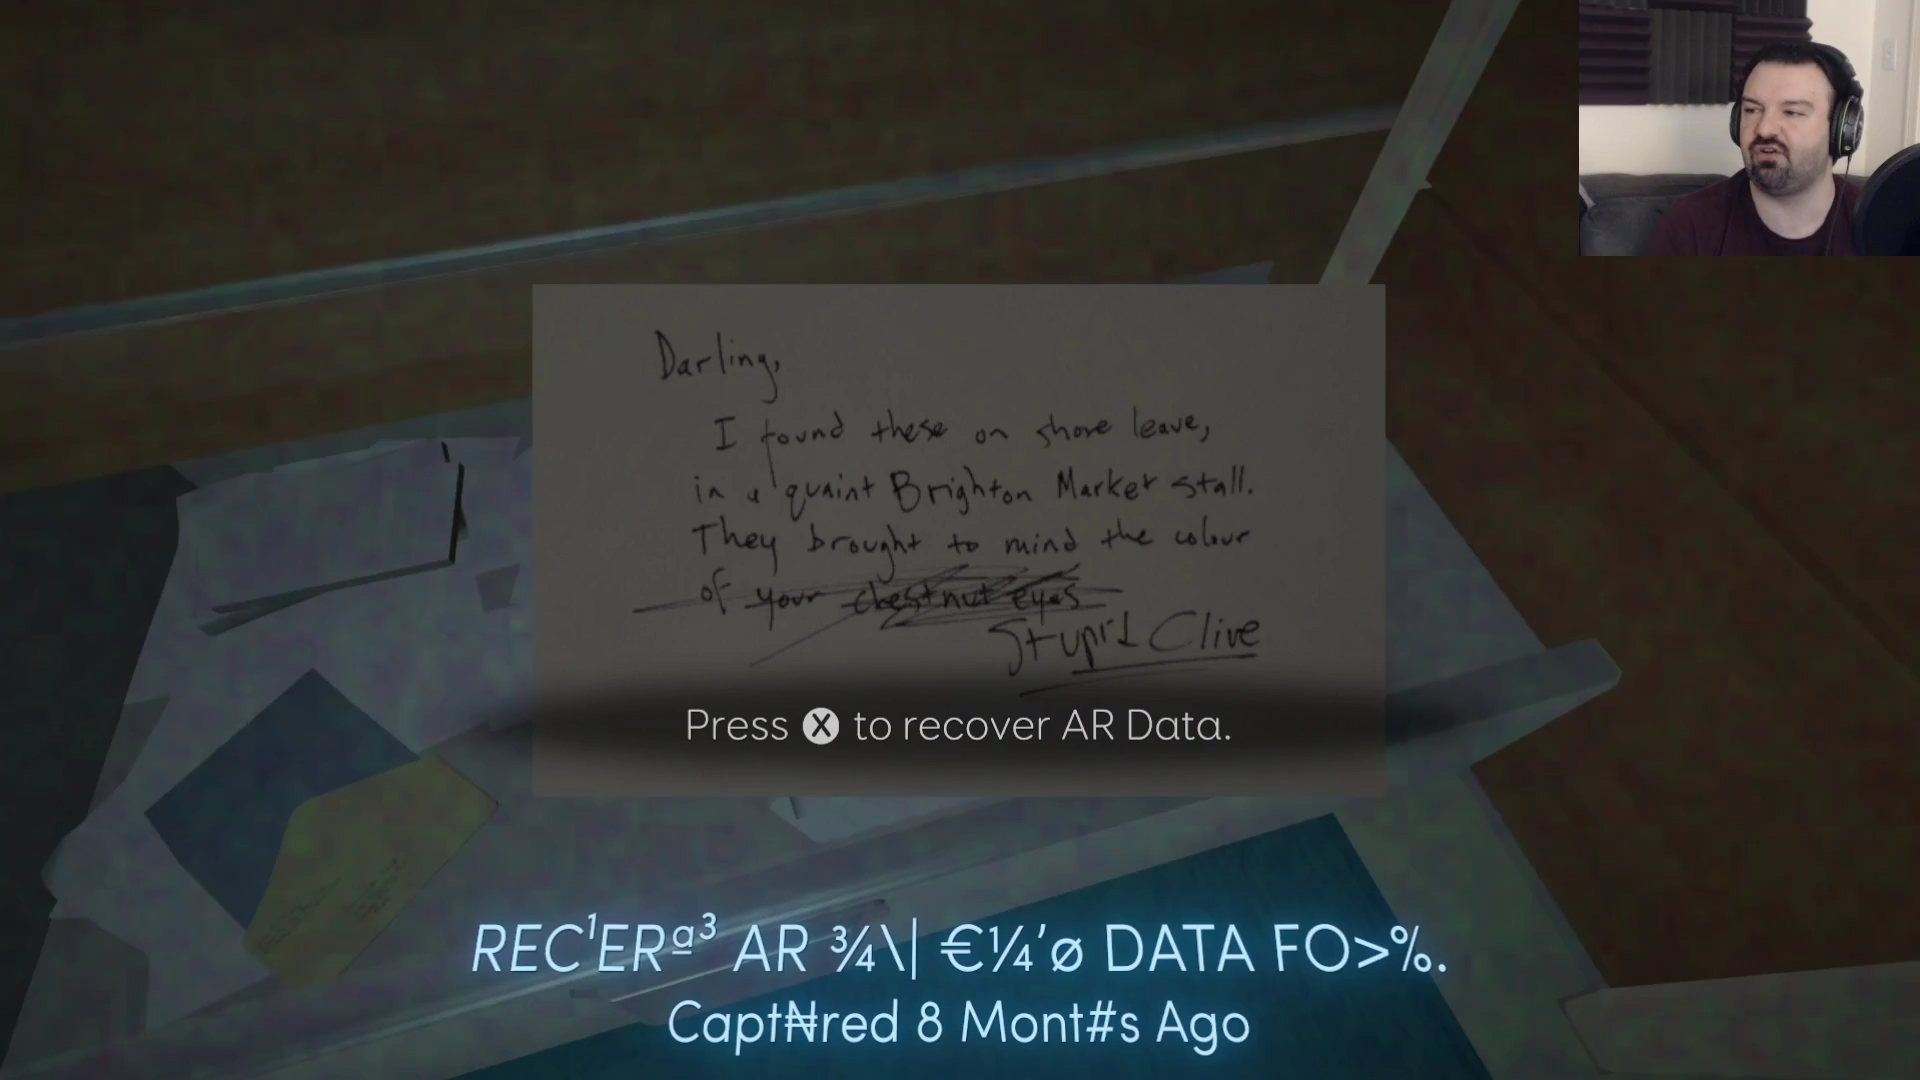 Darling,
I found these on shore leave,
in a quaint Brighton Market stall.
They brought to mind the colour
of your chestnut eyes
Stupid Clive
Press X to recover AR Data.
REC¹ERª³ AR ¾\| €¼’ø DATA FO>%.
Capt₦red 8 Mont#s Ago